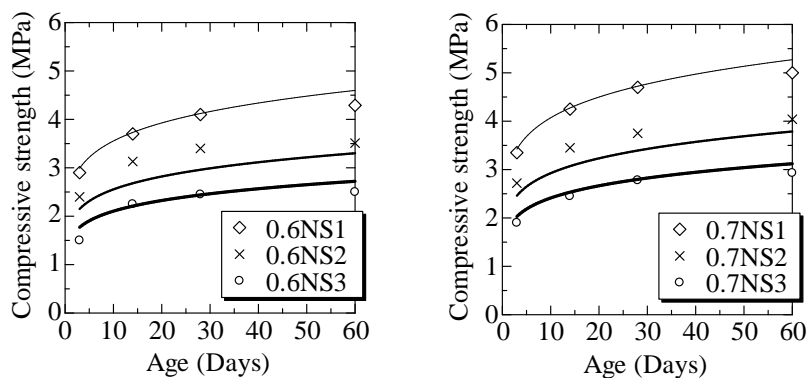 Compressive strength (MPa)
6
5
4
3
2
1
0
0 10 20 30 40 50 60
Age (Days)
0.6NS1
0.6NS2
0.6NS3
Compressive strength (MPa)
6
5
4
3
2
1
0
0 10 20 30 40 50 60
Age (Days)
0.7NS1
0.7NS2
0.7NS3